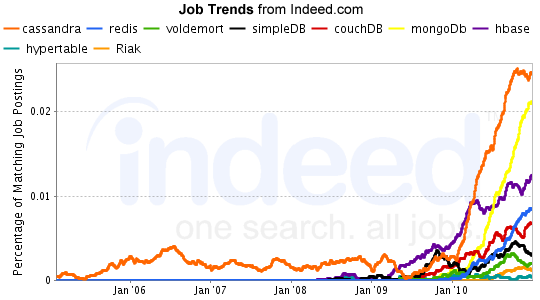 Job Trends from Indeed.com
cassandra redis voldemort simpleDB couchDB mongoDb hbase
hypertable Riak
Percentage of Matching Job Postings
0.02
0.01
0
indeed
one search. all jobs
Jan'06 Jan'07 Jan'08 Jan'09 Jan'10